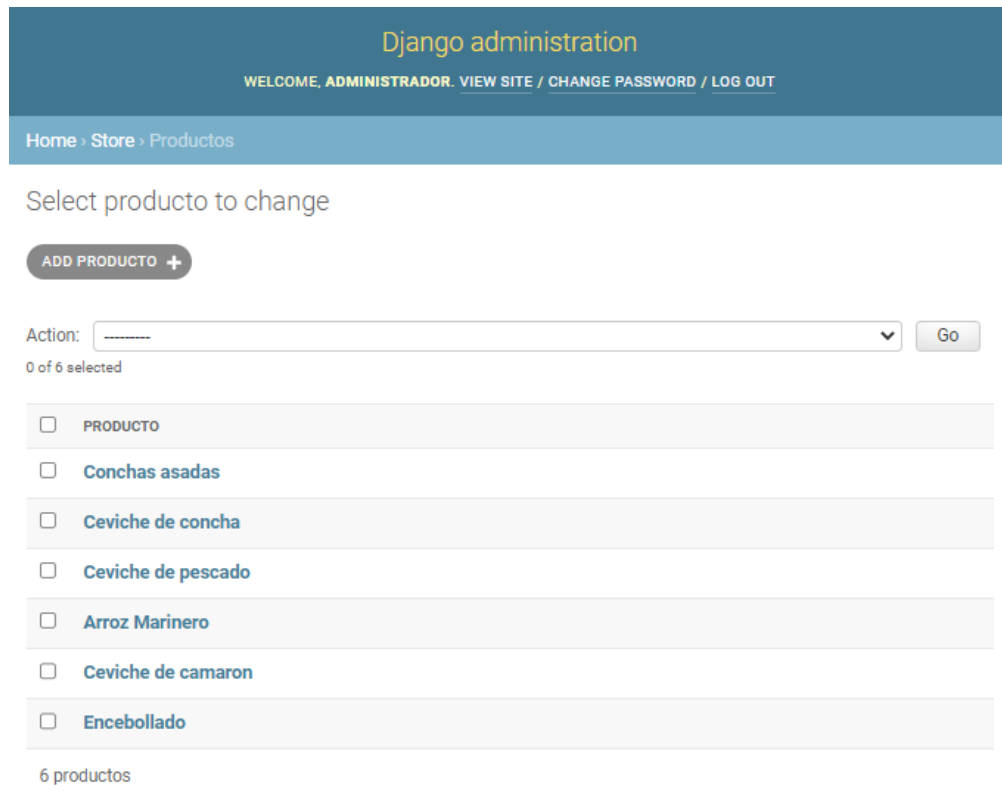 Django administration
WELCOME, ADMINISTRADOR. VIEW SITE / CHANGE PASSWORD / LOG OUT
Home › Store › Productos
Select producto to change
ADD PRODUCTO +
Action: --------- Go
0 of 6 selected
PRODUCTO
Conchas asadas
Ceviche de concha
Ceviche de pescado
Arroz Marinero
Ceviche de camaron
Encebollado
6 productos